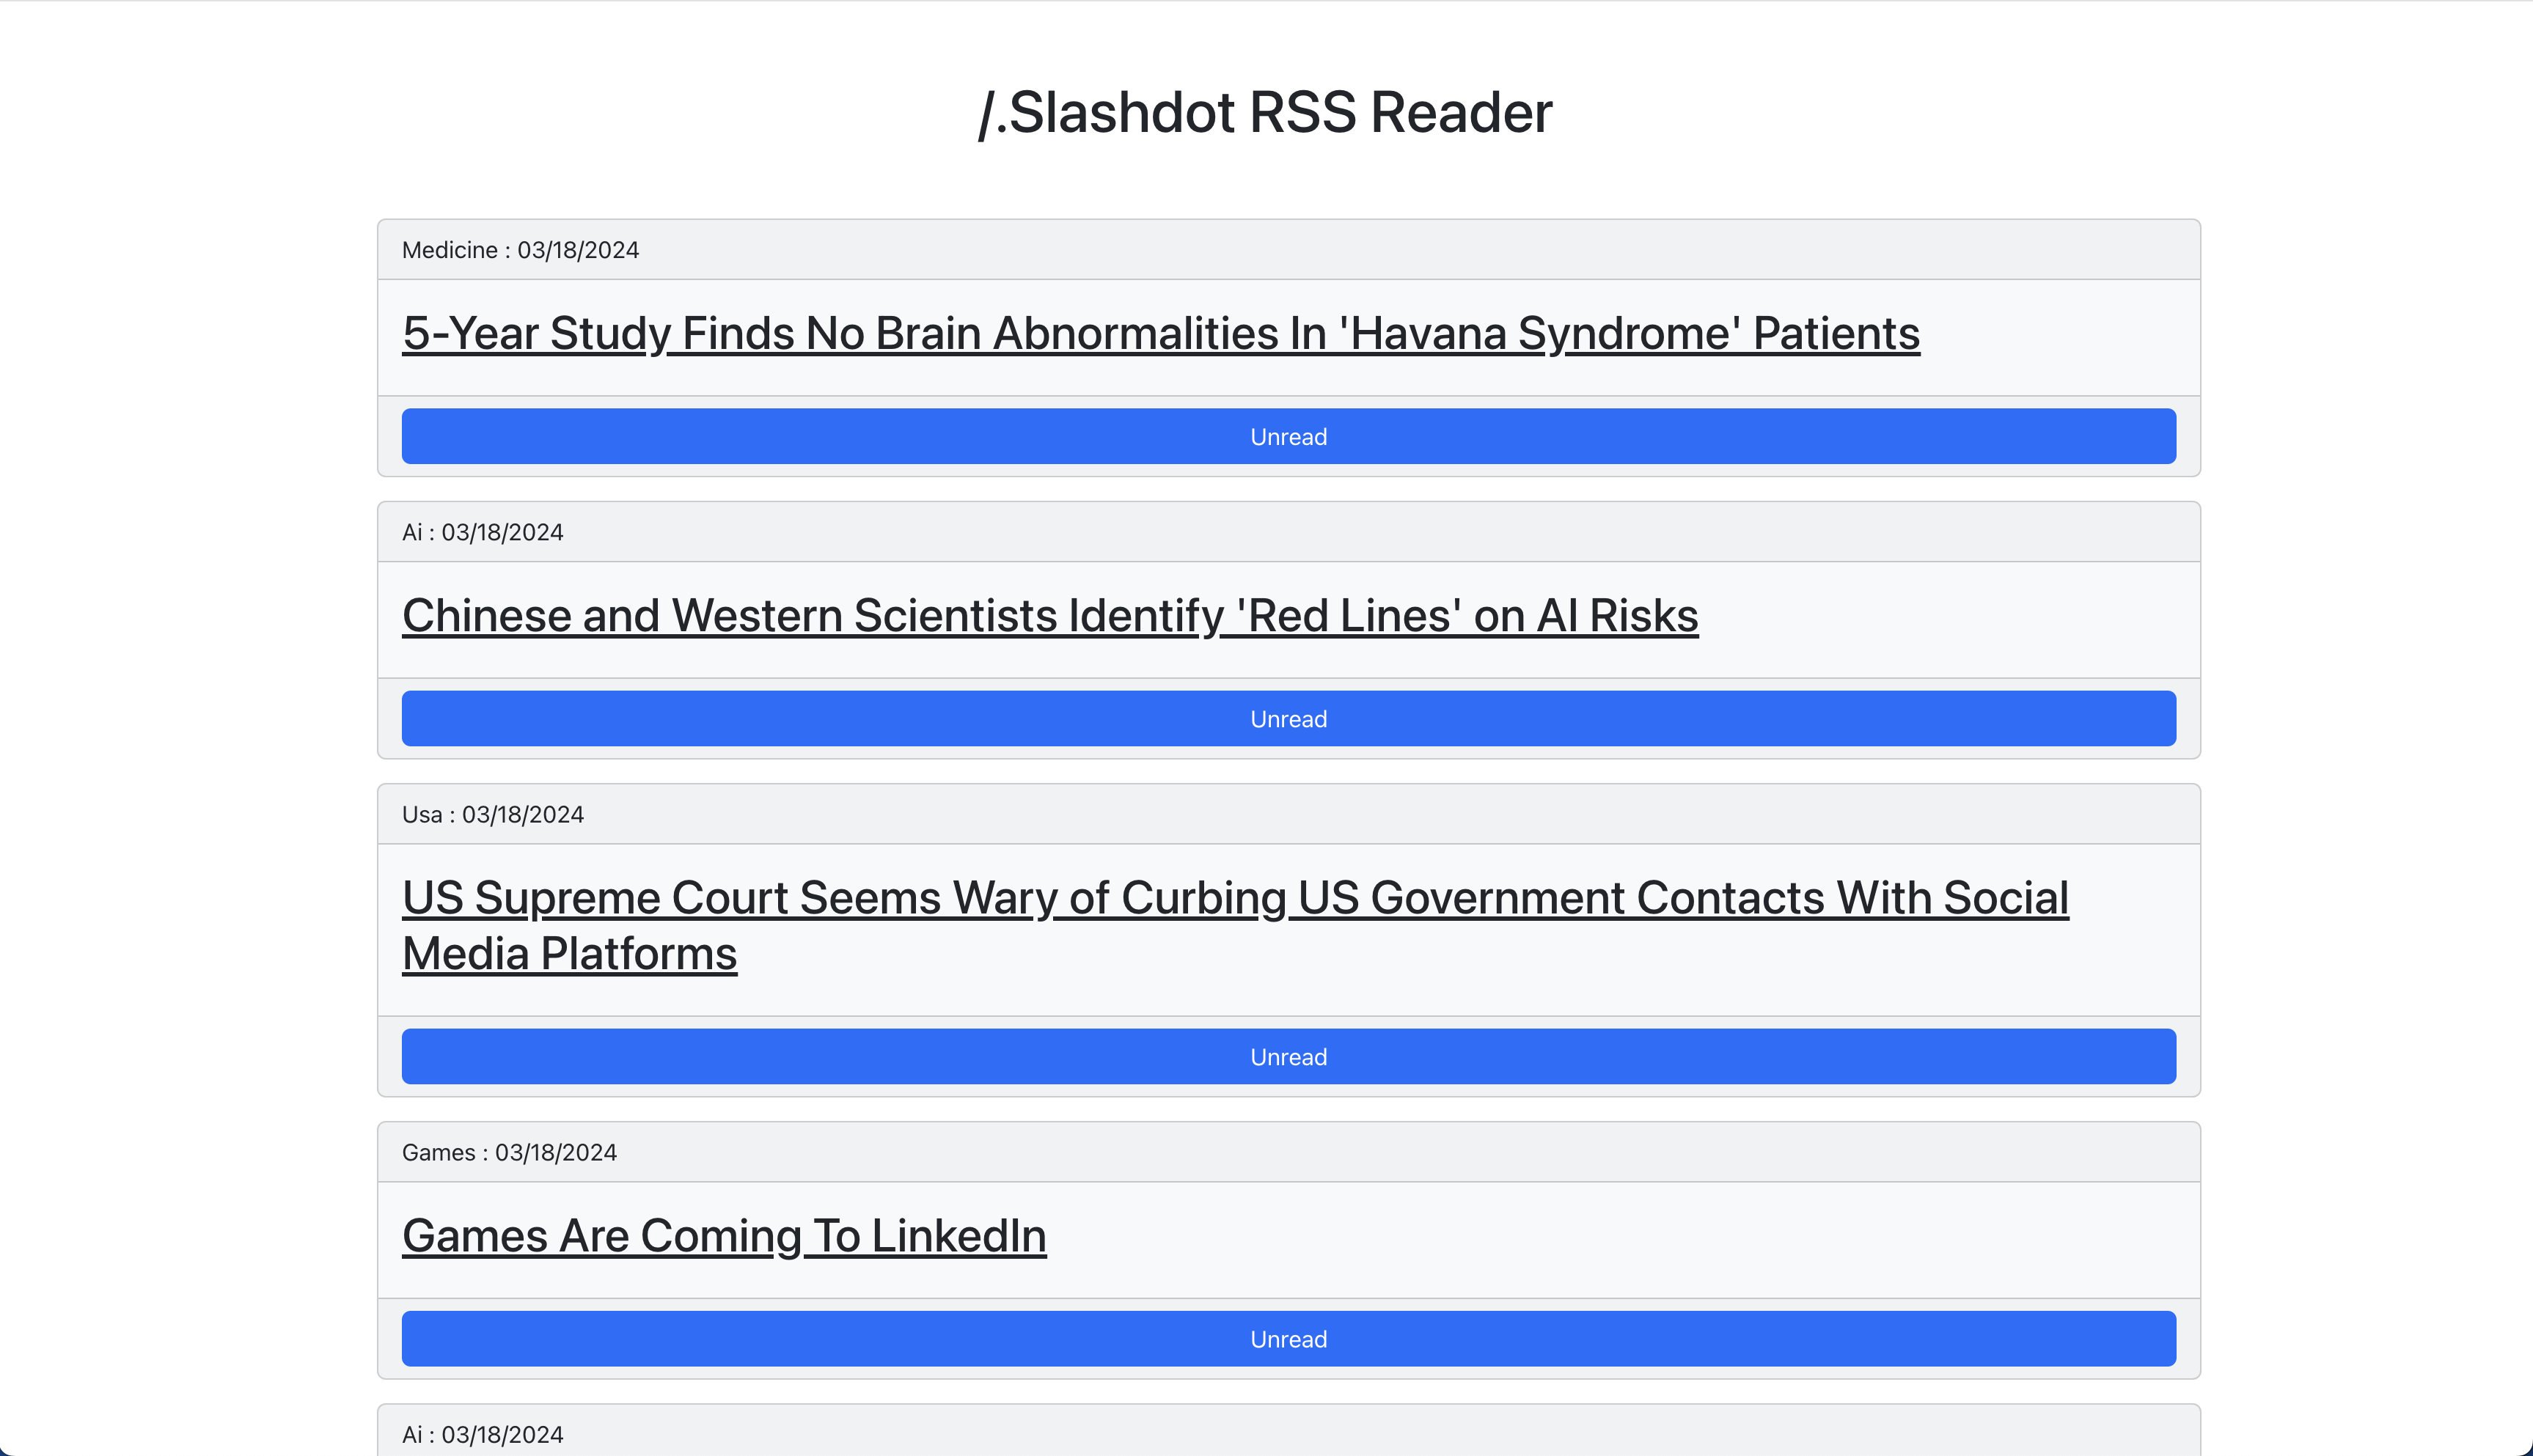 /.Slashdot RSS Reader
Medicine : 03/18/2024
5-Year Study Finds No Brain Abnormalities In 'Havana Syndrome' Patients
Unread
Ai : 03/18/2024
Chinese and Western Scientists Identify 'Red Lines' on AI Risks
Unread
Usa : 03/18/2024
US Supreme Court Seems Wary of Curbing US Government Contacts With Social
Media Platforms
Unread
Games : 03/18/2024
Games Are Coming To LinkedIn
Unread
Ai : 03/18/2024